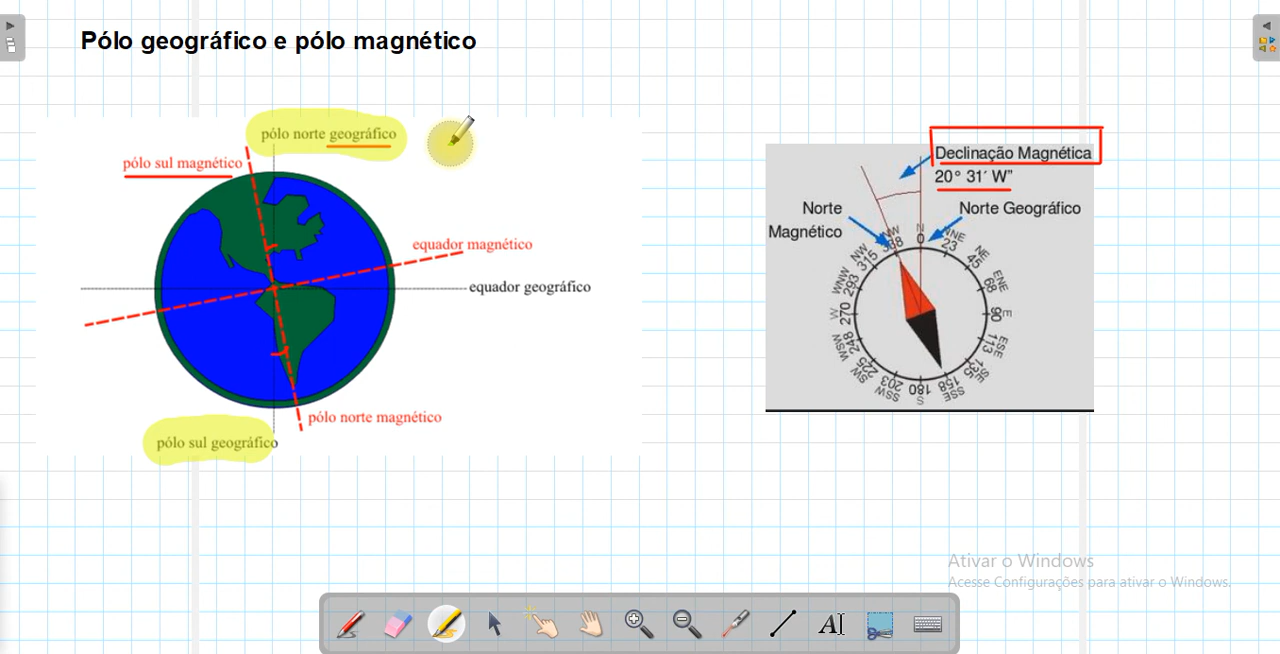 Pólo geográfico e pólo magnético
pólo norte geográfico
pólo sul magnético
equador magnético
equador geográfico
pólo norte magnético
pólo sul geográfico
Declinação Magnética
20° 31′ W”
Norte
Magnético
Norte Geográfico
N
0
NNE
23
NE
45
ENE
68
E
90
ESE
113
SE
135
SSE
158
S
180
SSW
203
SW
225
WSW
248
W
270
WNW
293
NW
315
Ativar o Windows
Acesse Configurações para ativar o Windows.
A